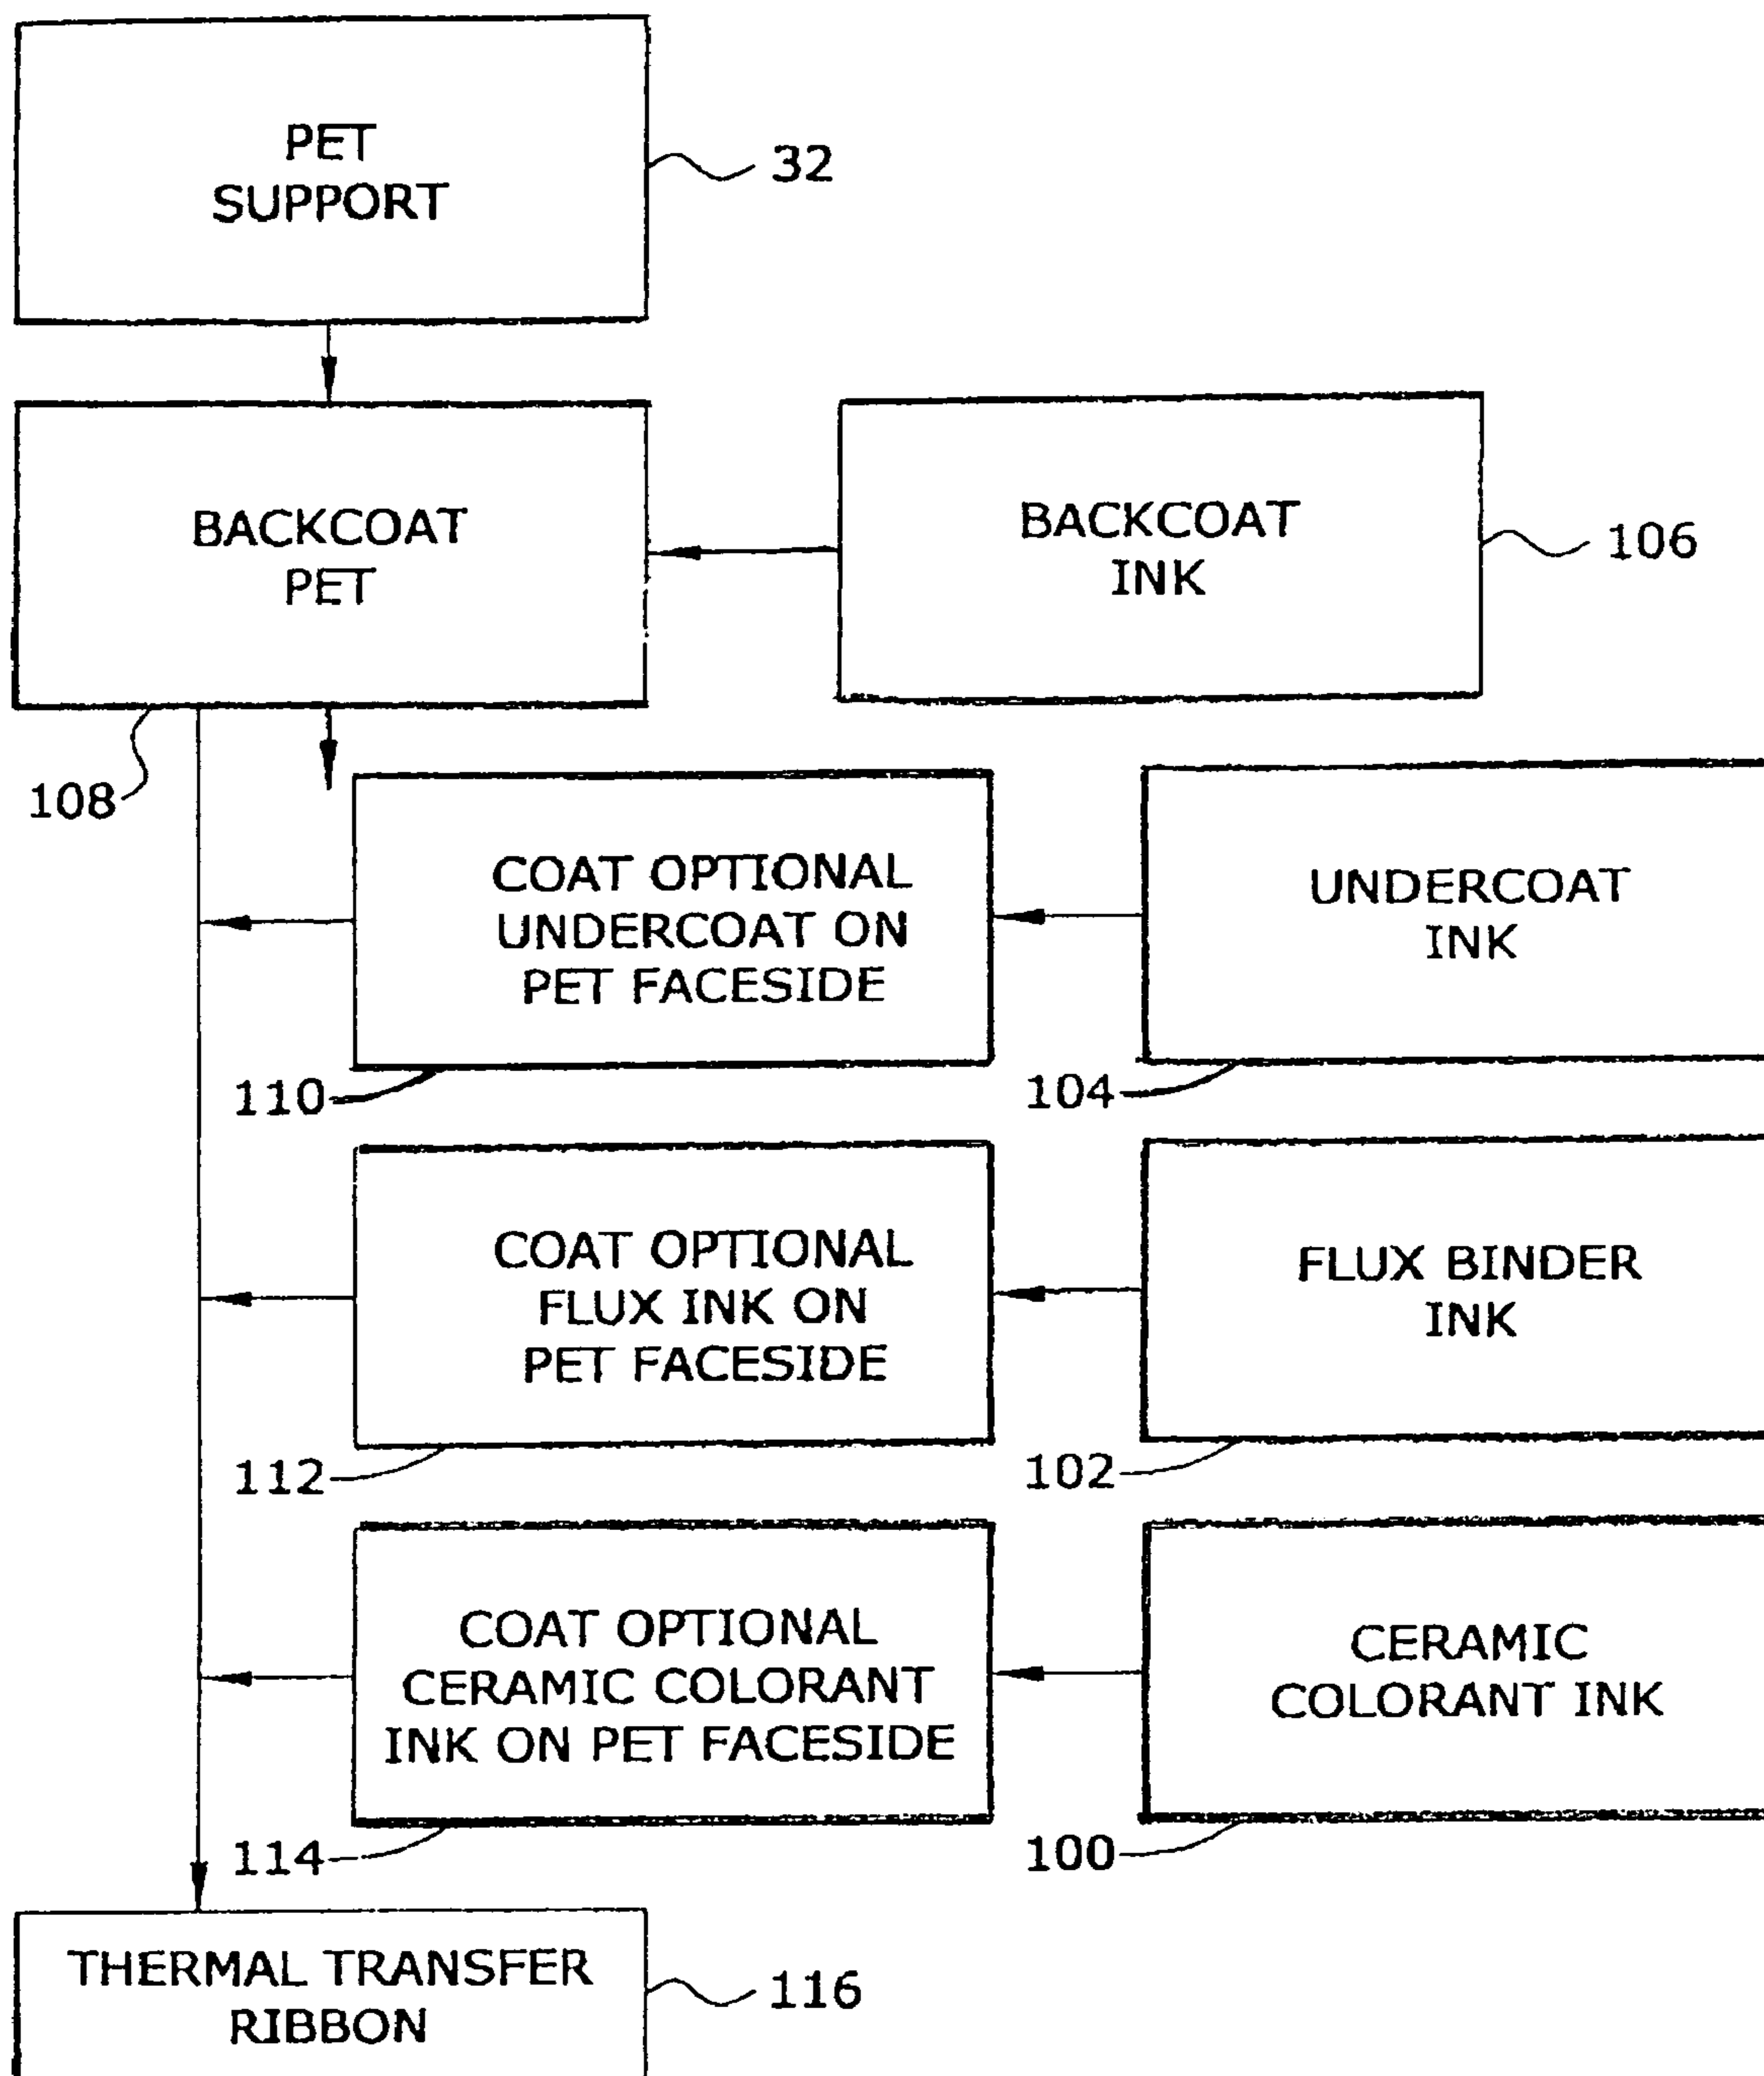 PET
SUPPORT
32
BACKCOAT
PET
BACKCOAT
INK
106
108
COAT OPTIONAL
UNDERCOAT ON
PET FACESIDE
UNDERCOAT
INK
110
104
COAT OPTIONAL
FLUX INK ON
PET FACESIDE
FLUX BINDER
INK
112
102
COAT OPTIONAL
CERAMIC COLORANT
INK ON PET FACESIDE
CERAMIC
COLORANT INK
114
100
THERMAL TRANSFER
RIBBON
116